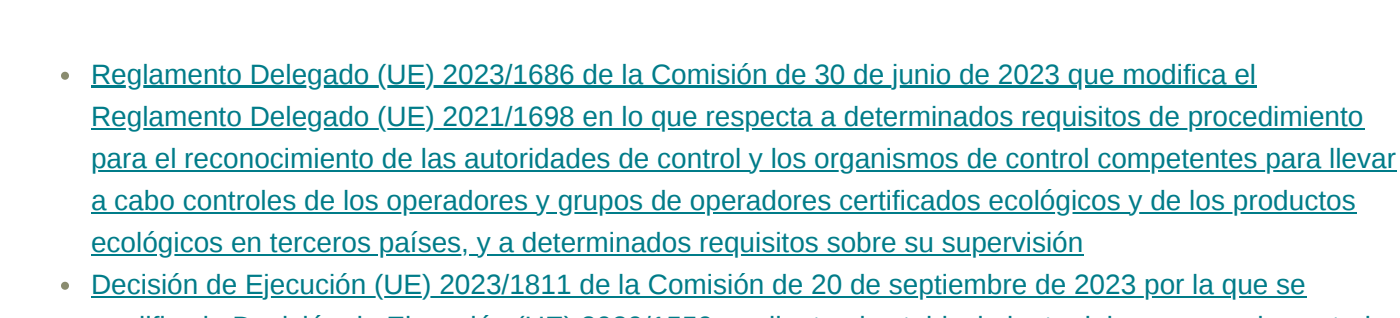 Reglamento Delegado (UE) 2023/1686 de la Comisión de 30 de junio de 2023 que modifica el
Reglamento Delegado (UE) 2021/1698 en lo que respecta a determinados requisitos de procedimiento
para el reconocimiento de las autoridades de control y los organismos de control competentes para llevar
a cabo controles de los operadores y grupos de operadores certificados ecológicos y de los productos
ecológicos en terceros países, y a determinados requisitos sobre su supervisión
Decisión de Ejecución (UE) 2023/1811 de la Comisión de 20 de septiembre de 2023 por la que se